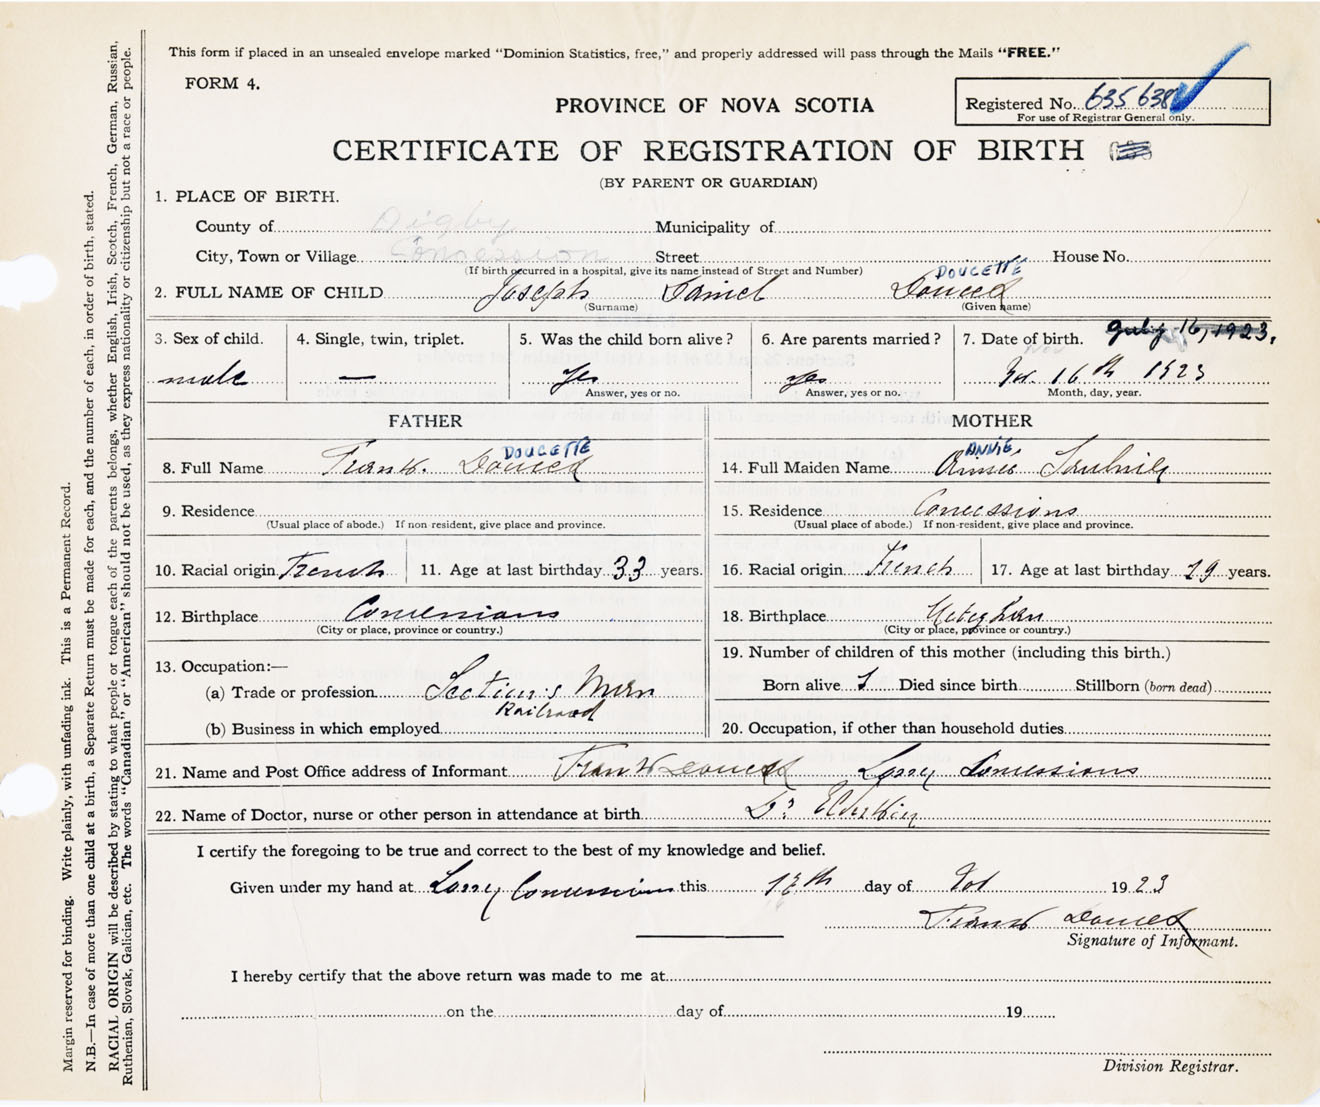 This form if placed in an unsealed envelope marked "Dominion Statistics, free," and properly addressed will pass through the Mails "FREE."
FORM 4.
PROVINCE OF NOVA SCOTIA
Registered No. 635 638
For use of Registrar General only.
CERTIFICATE OF REGISTRATION OF BIRTH
(BY PARENT OR GUARDIAN)
1. PLACE OF BIRTH.
County of Digby Municipality of
City, Town or Village Concession Street House No.
(If birth occurred in a hospital, give its name instead of Street and Number)
DOUCETTE
2. FULL NAME OF CHILD Joseph Daniel Doucett
(Surname) (Given name)
July 16, 1923.
3. Sex of child. 4. Single, twin, triplet. 5. Was the child born alive? 6. Are parents married? 7. Date of birth.
Nov
male — Yes yes 16th 1923
Answer, yes or no. Answer, yes or no. Month, day, year.
FATHER MOTHER
DOUCETTE ANNIE
8. Full Name Frank. Doucett 14. Full Maiden Name Saulnier
9. Residence 15. Residence Concessions
(Usual place of abode.) If non-resident, give place and province. (Usual place of abode.) If non-resident, give place and province.
10. Racial origin French 11. Age at last birthday 33 years. 16. Racial origin French 17. Age at last birthday years.
12. Birthplace Concessions 18. Birthplace Meteghan
(City or place, province or country.) (City or place, province or country.)
13. Occupation:— 19. Number of children of this mother (including this birth.)
(a) Trade or profession Section's Man Born alive 1 Died since birth Stillborn (born dead)
Railroad
(b) Business in which employed 20. Occupation, if other than household duties
21. Name and Post Office address of Informant Frank Doucett Concessions
22. Name of Doctor, nurse or other person in attendance at birth Dr Elderkin
I certify the foregoing to be true and correct to the best of my knowledge and belief.
Given under my hand at Concessions this 17th day of 1923
Frank Doucett
Signature of Informant.
I hereby certify that the above return was made to me at
on the day of 19
Division Registrar.
Margin reserved for binding. Write plainly, with unfading ink. This is a Permanent Record.
N.B.—In case of more than one child at a birth, a Separate Return must be made for each, and the number of each, in order of birth, stated.
RACIAL ORIGIN will be described by stating to what people or tongue each of the parents belongs, whether English, Irish, Scotch, French, German, Russian,
Ruthenian, Slovak, Galician, etc. The words "Canadian" or "American" should not be used, as they express nationality or citizenship but not a race or people.